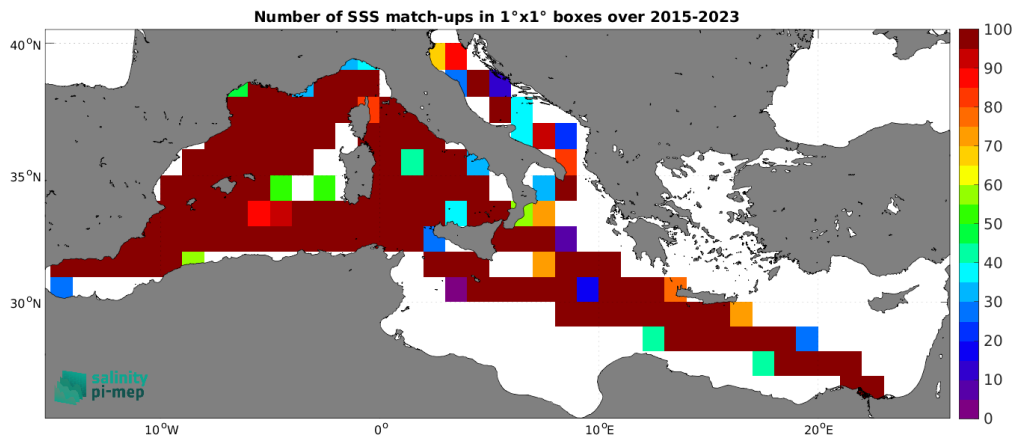 Number of SSS match-ups in 1°x1° boxes over 2015-2023
40°N
35°N
30°N
10°W
0°
10°E
20°E
100
90
80
70
60
50
40
30
20
10
0
salinity
pi-mep